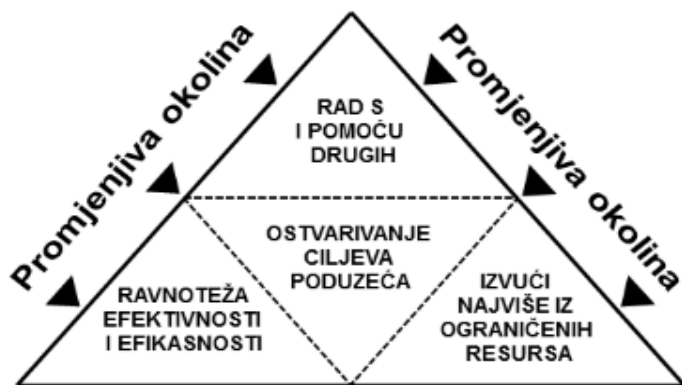 Promjenjiva okolina
Promjenjiva okolina
RAD S
I POMOĆU
DRUGIH
OSTVARIVANJE
CILJEVA
PODUZEĆA
RAVNOTEŽA
EFEKTIVNOSTI
I EFIKASNOSTI
IZVUĆI
NAJVIŠE IZ
OGRANIČENIH
RESURSA